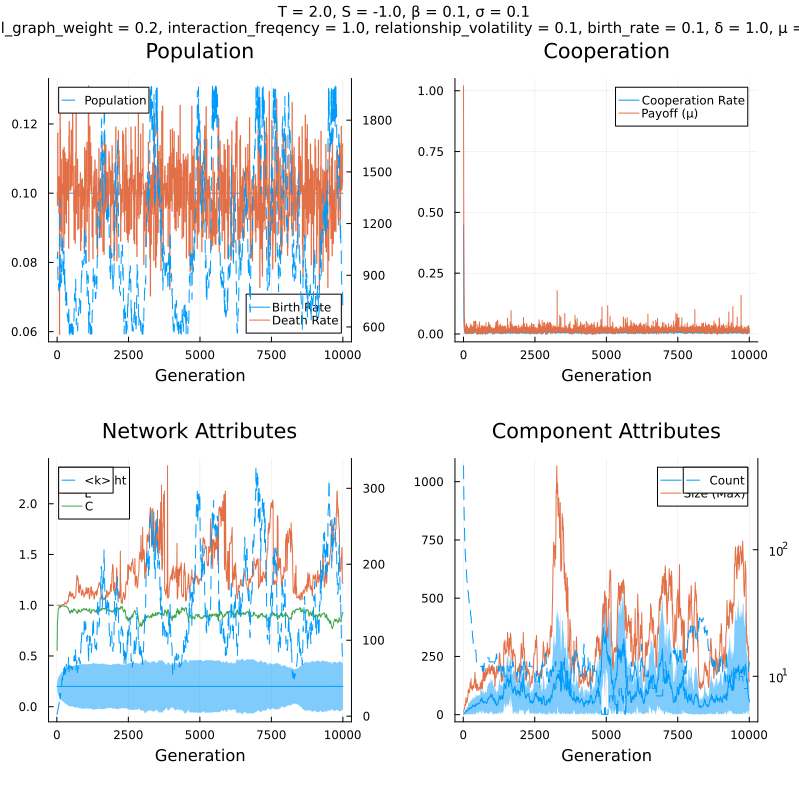 T = 2.0, S = -1.0, β = 0.1, σ = 0.1
l_graph_weight = 0.2, interaction_freqency = 1.0, relationship_volatility = 0.1, birth_rate = 0.1, δ = 1.0, μ =
Population
Population
Birth Rate
Death Rate
0.12
0.10
0.08
0.06
1800
1500
1200
900
600
0
2500
5000
7500
10000
Generation
Cooperation
Cooperation Rate
Payoff (μ)
1.00
0.75
0.50
0.25
0.00
0
2500
5000
7500
10000
Generation
Network Attributes
<k> ht
C
2.0
1.5
1.0
0.5
0.0
300
200
100
0
0
2500
5000
7500
10000
Generation
Component Attributes
Count
Size (Max)
1000
750
500
250
0
10²
10¹
0
2500
5000
7500
10000
Generation